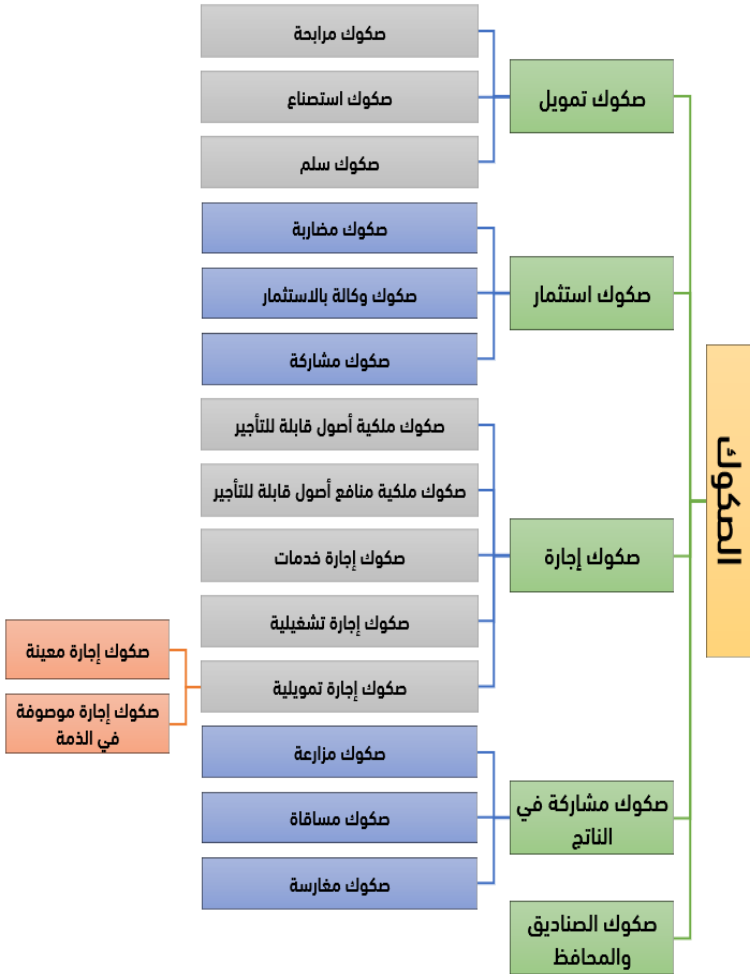 الصكوك
صكوك تمويل
صكوك مرابحة
صكوك استصناع
صكوك سلم
صكوك استثمار
صكوك مضاربة
صكوك وكالة بالاستثمار
صكوك مشاركة
صكوك إجارة
صكوك ملكية أصول قابلة للتأجير
صكوك ملكية منافع أصول قابلة للتأجير
صكوك إجارة خدمات
صكوك إجارة تشغيلية
صكوك إجارة تمويلية
صكوك إجارة معينة
صكوك إجارة موصوفة
في الذمة
صكوك مشاركة في
الناتج
صكوك مزارعة
صكوك مساقاة
صكوك مغارسة
صكوك الصناديق
والمحافظ